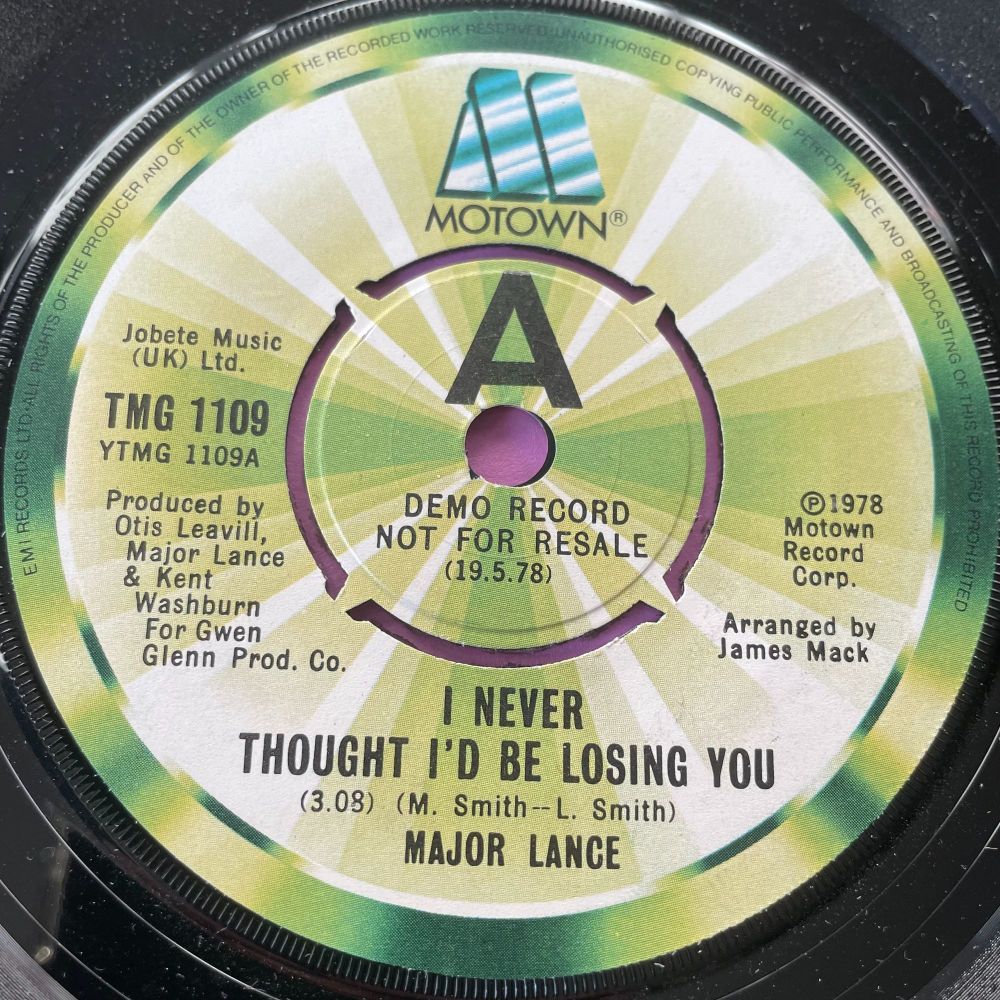 EMI RECORDS LTD·ALL RIGHTS OF THE PRODUCER AND OF THE OWNER OF THE RECORDED WORK RESERVED·UNAUTHORISED COPYING PUBLIC PERFORMANCE AND BROADCASTING OF THIS RECORD PROHIBITED
MOTOWN®
A
Jobete Music
(UK) Ltd.
TMG 1109
YTMG 1109A
Produced by
Otis Leavill,
Major Lance
& Kent
Washburn
For Gwen
Glenn Prod. Co.
DEMO RECORD
NOT FOR RESALE
(19.5.78)
℗1978
Motown
Record
Corp.
Arranged by
James Mack
I NEVER
THOUGHT I'D BE LOSING YOU
(3.08) (M. Smith--L. Smith)
MAJOR LANCE